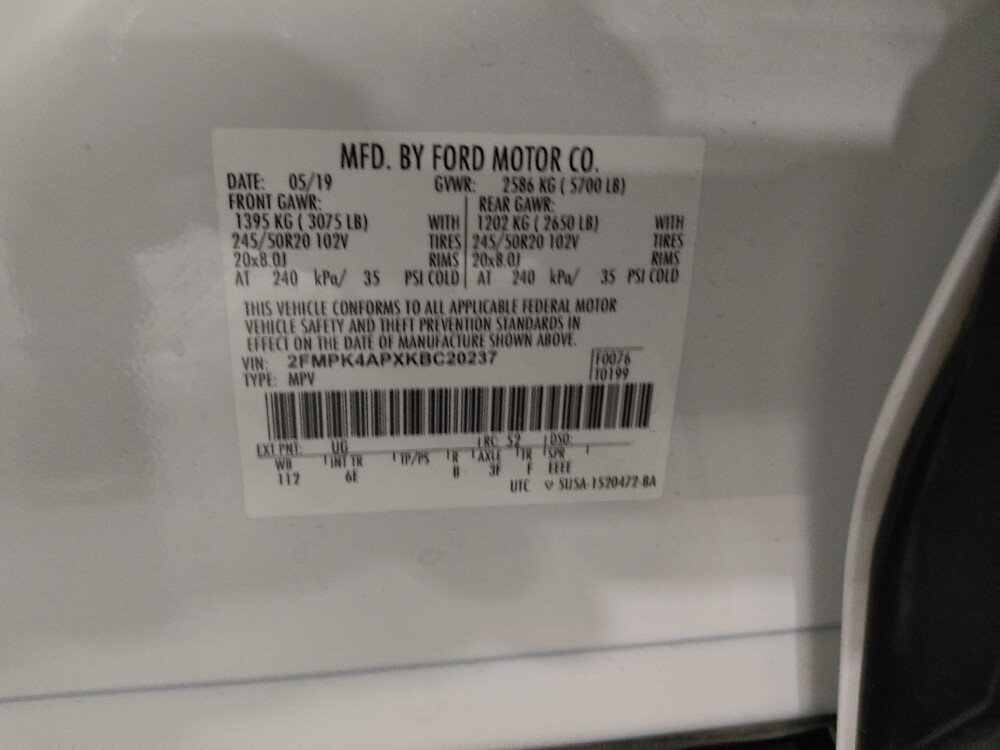 MFD. BY FORD MOTOR CO.
DATE: 05/19 GVWR: 2586 KG ( 5700 LB)
FRONT GAWR: REAR GAWR:
1395 KG ( 3075 LB) WITH 1202 KG ( 2650 LB) WITH
245/50R20 102V TIRES 245/50R20 102V TIRES
20x8.0J RIMS 20x8.0J RIMS
AT 240 kPa/ 35 PSI COLD AT 240 kPa/ 35 PSI COLD
THIS VEHICLE CONFORMS TO ALL APPLICABLE FEDERAL MOTOR
VEHICLE SAFETY AND THEFT PREVENTION STANDARDS IN
EFFECT ON THE DATE OF MANUFACTURE SHOWN ABOVE.
VIN: 2FMPK4APXKBC20237 F0076
TYPE: MPV T0199
EXT PNT: UG RC: 52 DSO:
WB INT TR TP/PS R AXLE TR SPR
112 6E B 3F F EEEE
UTC 5U5A-1520472-BA